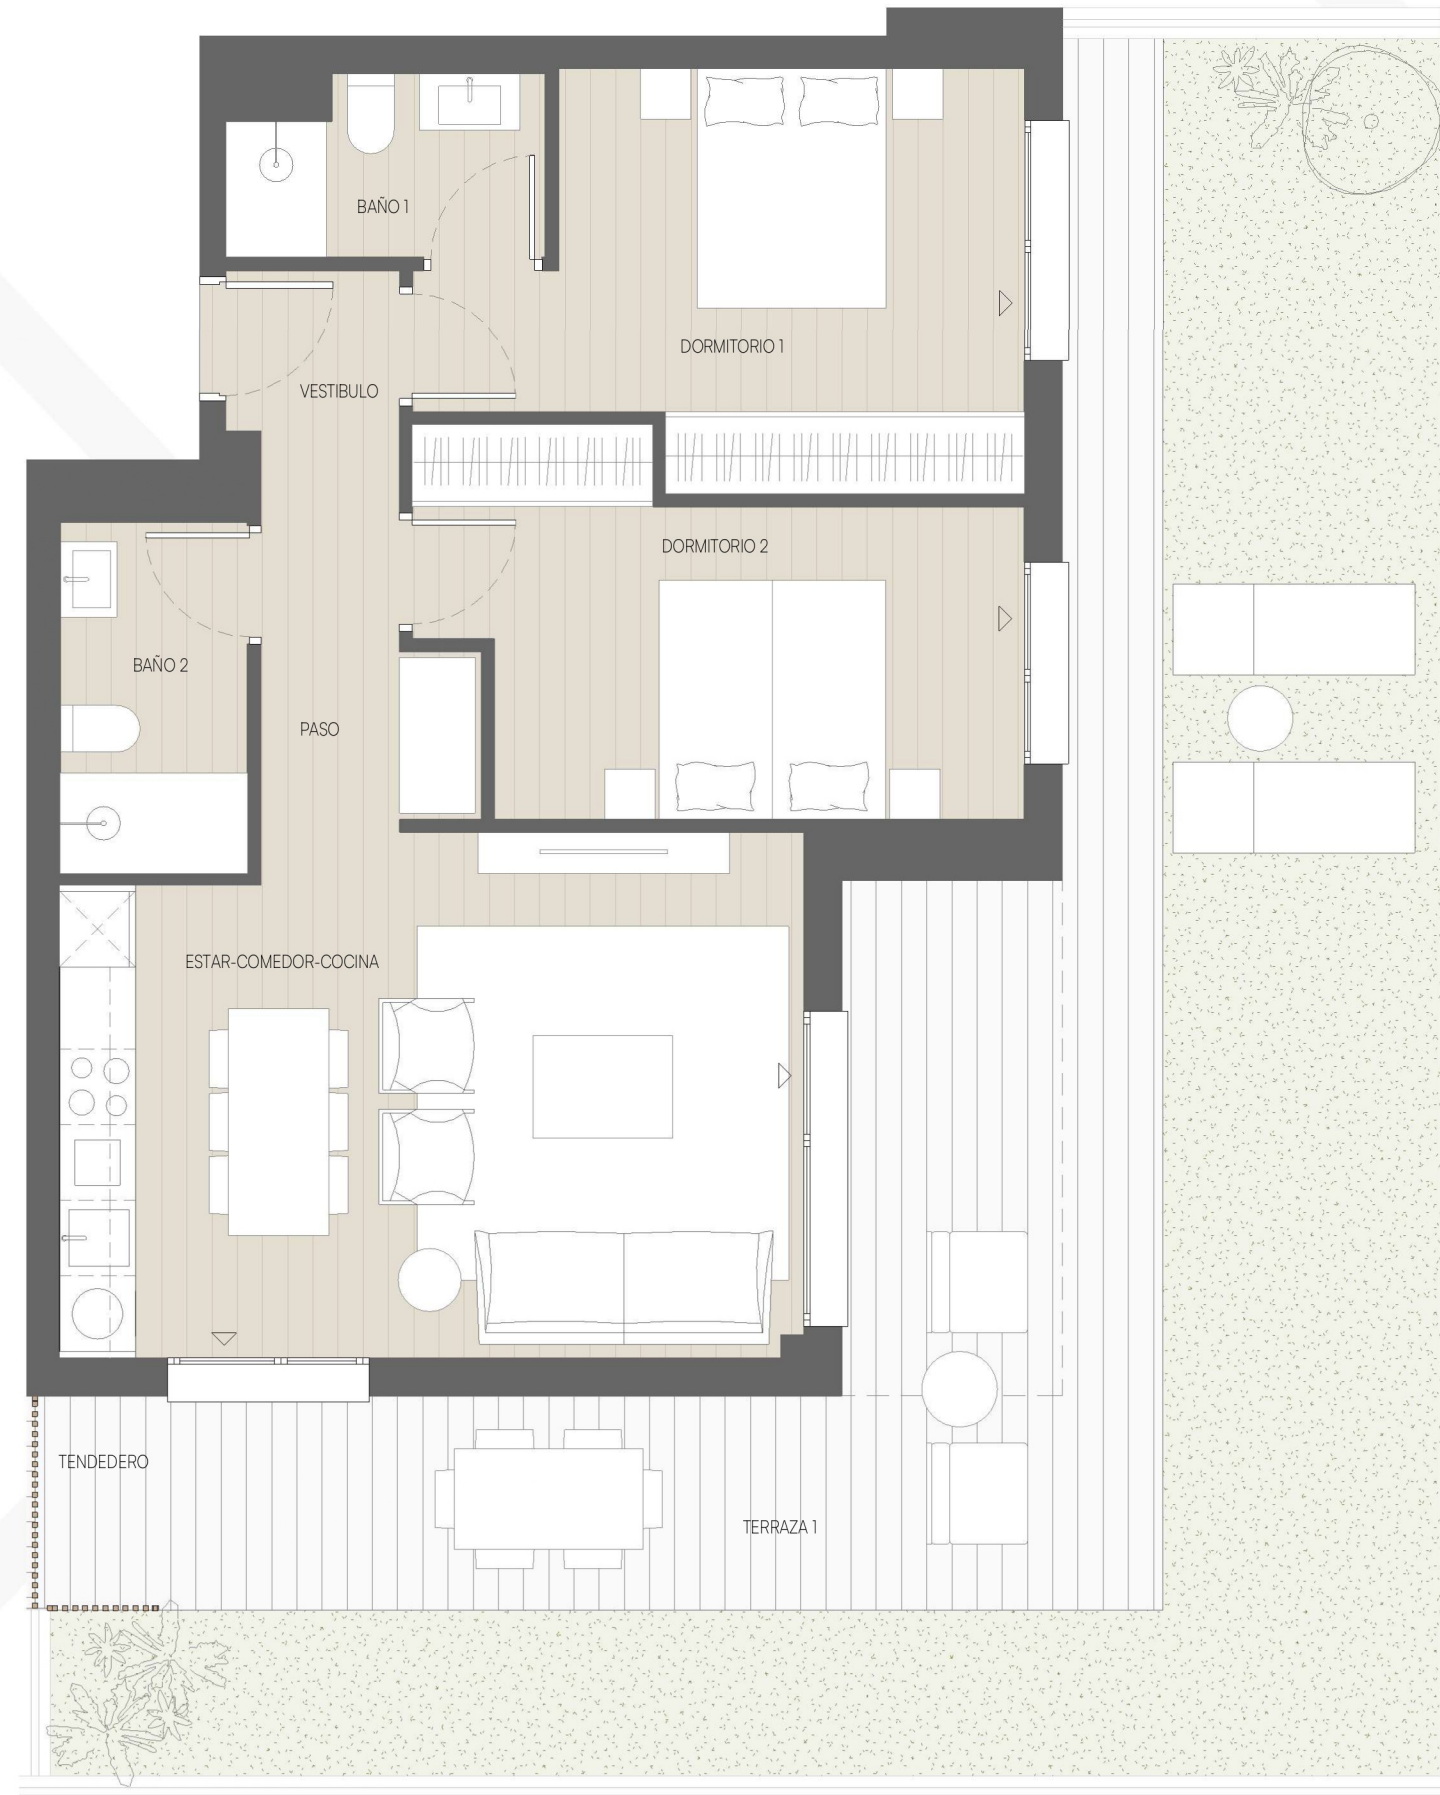 BAÑO 1
DORMITORIO 1
VESTIBULO
DORMITORIO 2
BAÑO 2
PASO
ESTAR-COMEDOR-COCINA
TENDEDERO
TERRAZA 1